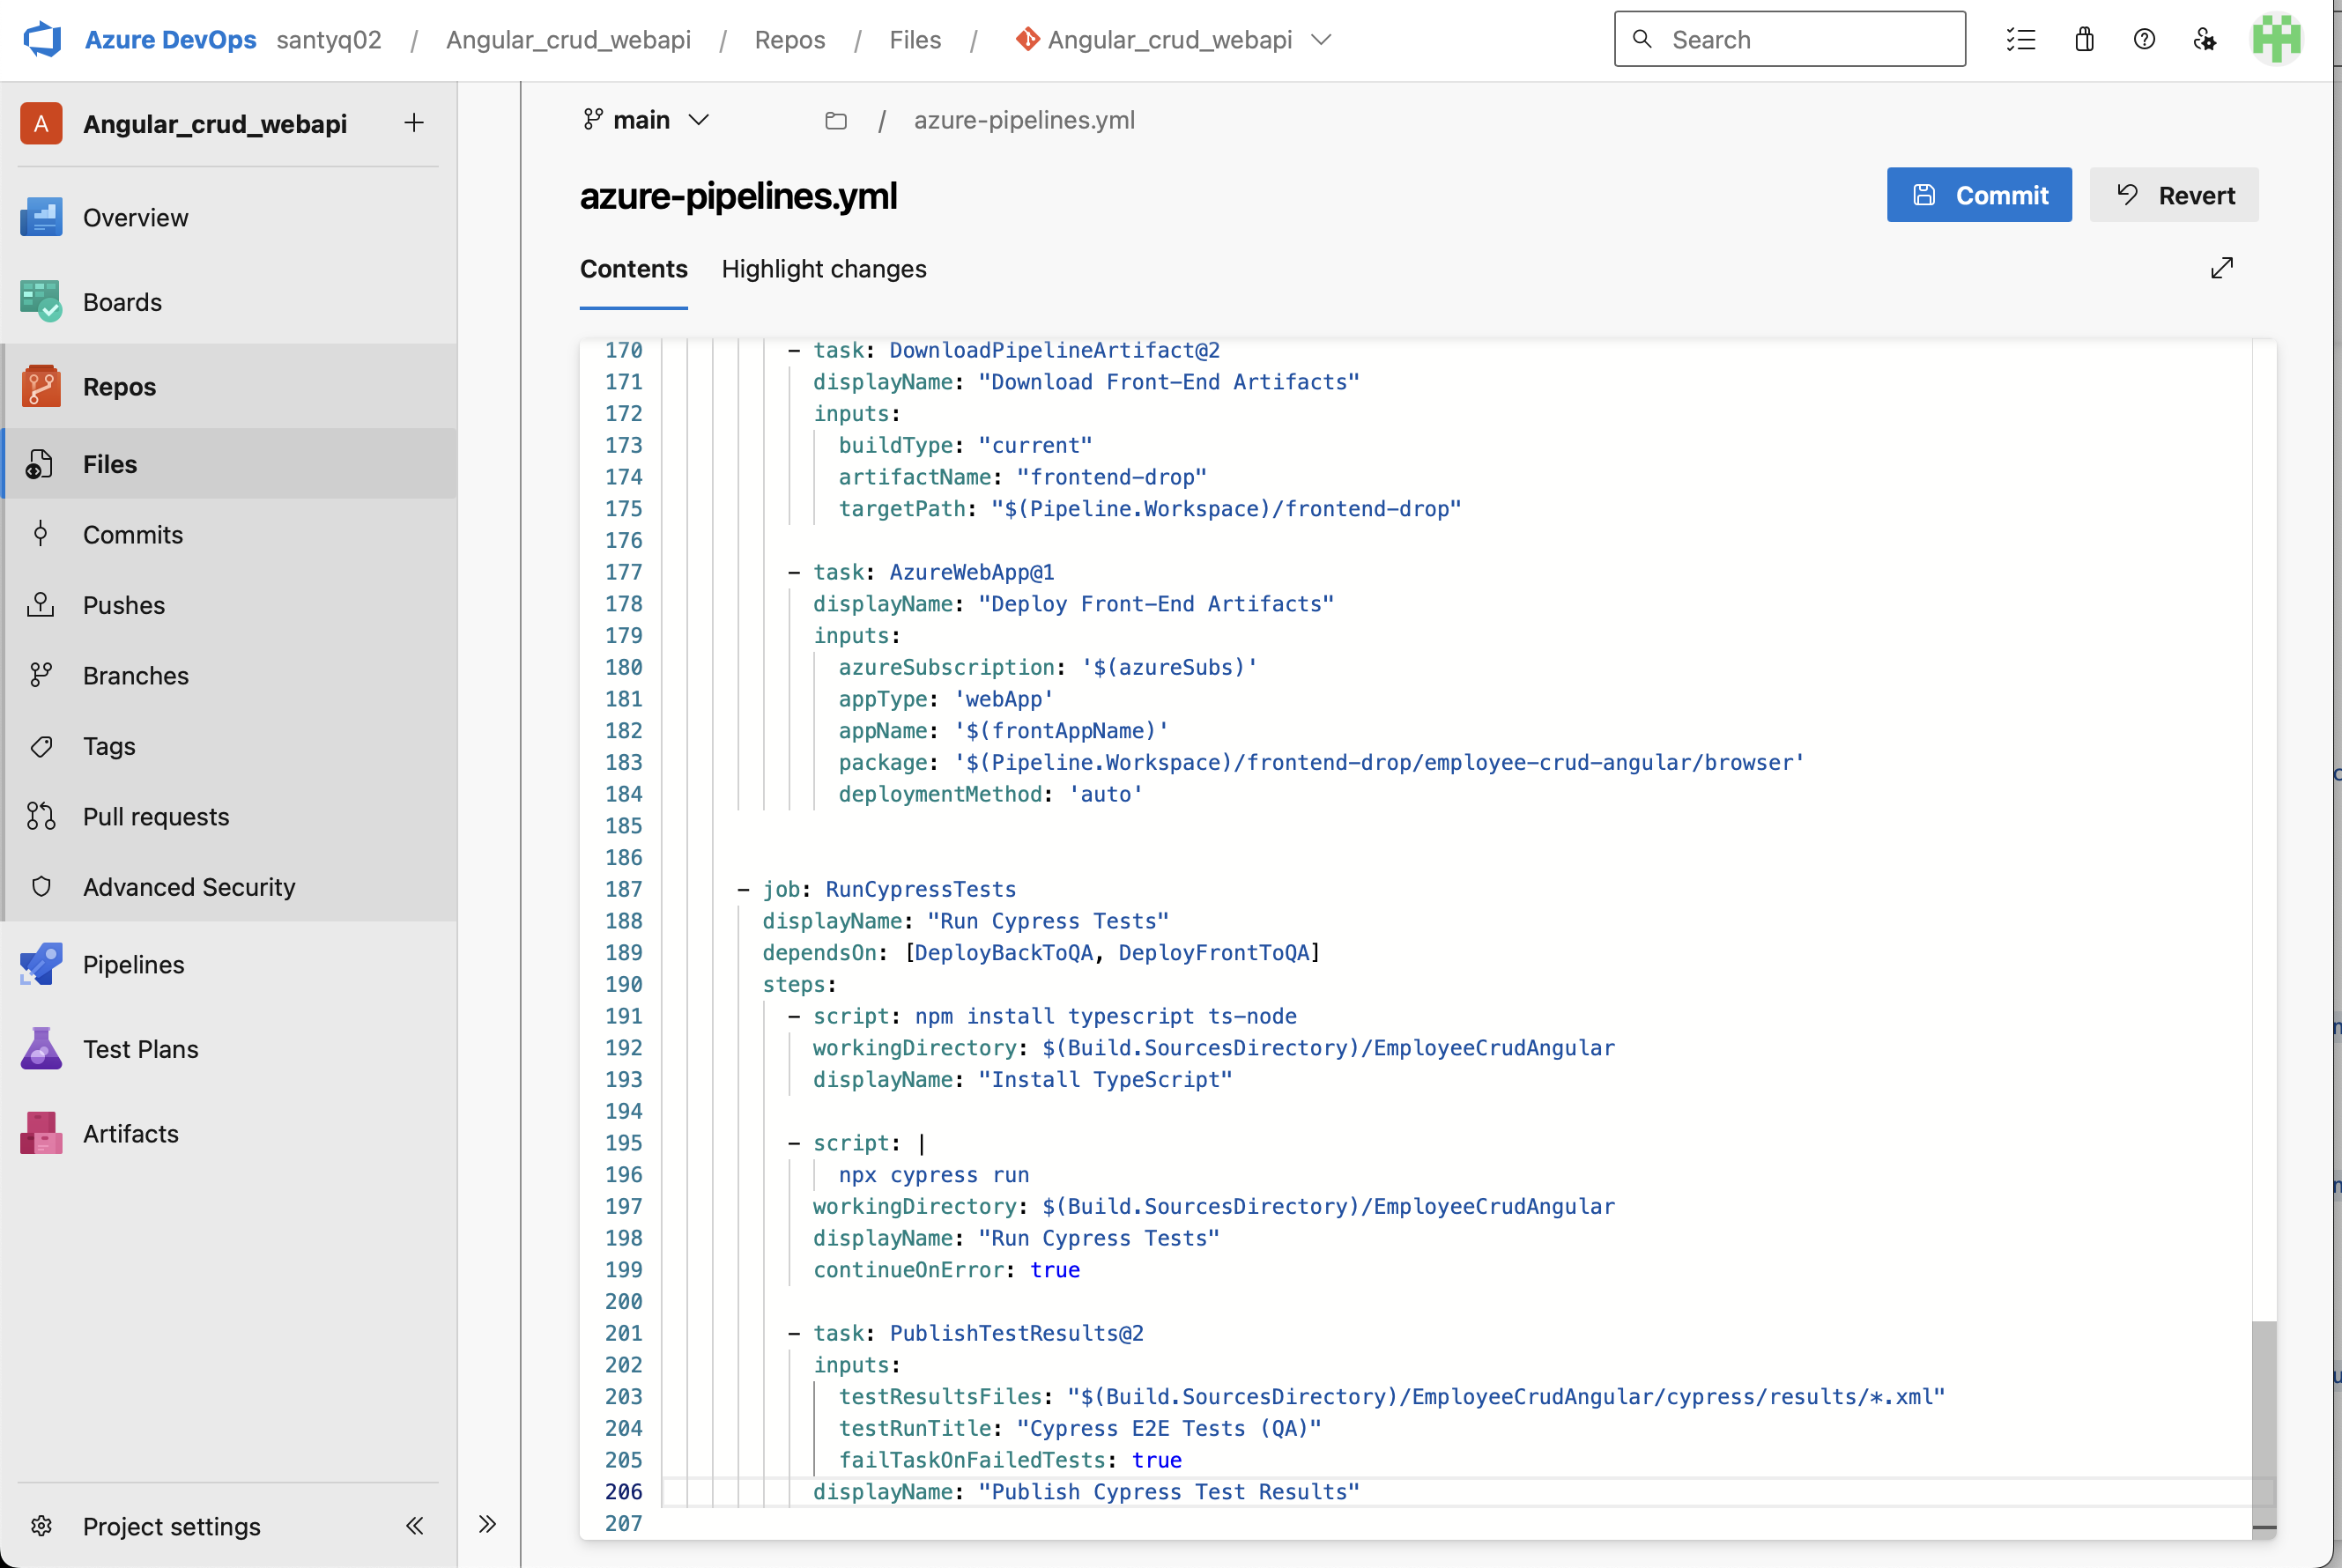 Azure DevOps santyq02 / Angular_crud_webapi / Repos / Files / Angular_crud_webapi
Search
A Angular_crud_webapi
Overview
Boards
Repos
Files
Commits
Pushes
Branches
Tags
Pull requests
Advanced Security
Pipelines
Test Plans
Artifacts
Project settings
main / azure-pipelines.yml
azure-pipelines.yml
Commit Revert
Contents Highlight changes
170 - task: DownloadPipelineArtifact@2
171 displayName: "Download Front-End Artifacts"
172 inputs:
173 buildType: "current"
174 artifactName: "frontend-drop"
175 targetPath: "$(Pipeline.Workspace)/frontend-drop"
176
177 - task: AzureWebApp@1
178 displayName: "Deploy Front-End Artifacts"
179 inputs:
180 azureSubscription: '$(azureSubs)'
181 appType: 'webApp'
182 appName: '$(frontAppName)'
183 package: '$(Pipeline.Workspace)/frontend-drop/employee-crud-angular/browser'
184 deploymentMethod: 'auto'
185
186
187 - job: RunCypressTests
188 displayName: "Run Cypress Tests"
189 dependsOn: [DeployBackToQA, DeployFrontToQA]
190 steps:
191 - script: npm install typescript ts-node
192 workingDirectory: $(Build.SourcesDirectory)/EmployeeCrudAngular
193 displayName: "Install TypeScript"
194
195 - script: |
196 npx cypress run
197 workingDirectory: $(Build.SourcesDirectory)/EmployeeCrudAngular
198 displayName: "Run Cypress Tests"
199 continueOnError: true
200
201 - task: PublishTestResults@2
202 inputs:
203 testResultsFiles: "$(Build.SourcesDirectory)/EmployeeCrudAngular/cypress/results/*.xml"
204 testRunTitle: "Cypress E2E Tests (QA)"
205 failTaskOnFailedTests: true
206 displayName: "Publish Cypress Test Results"
207